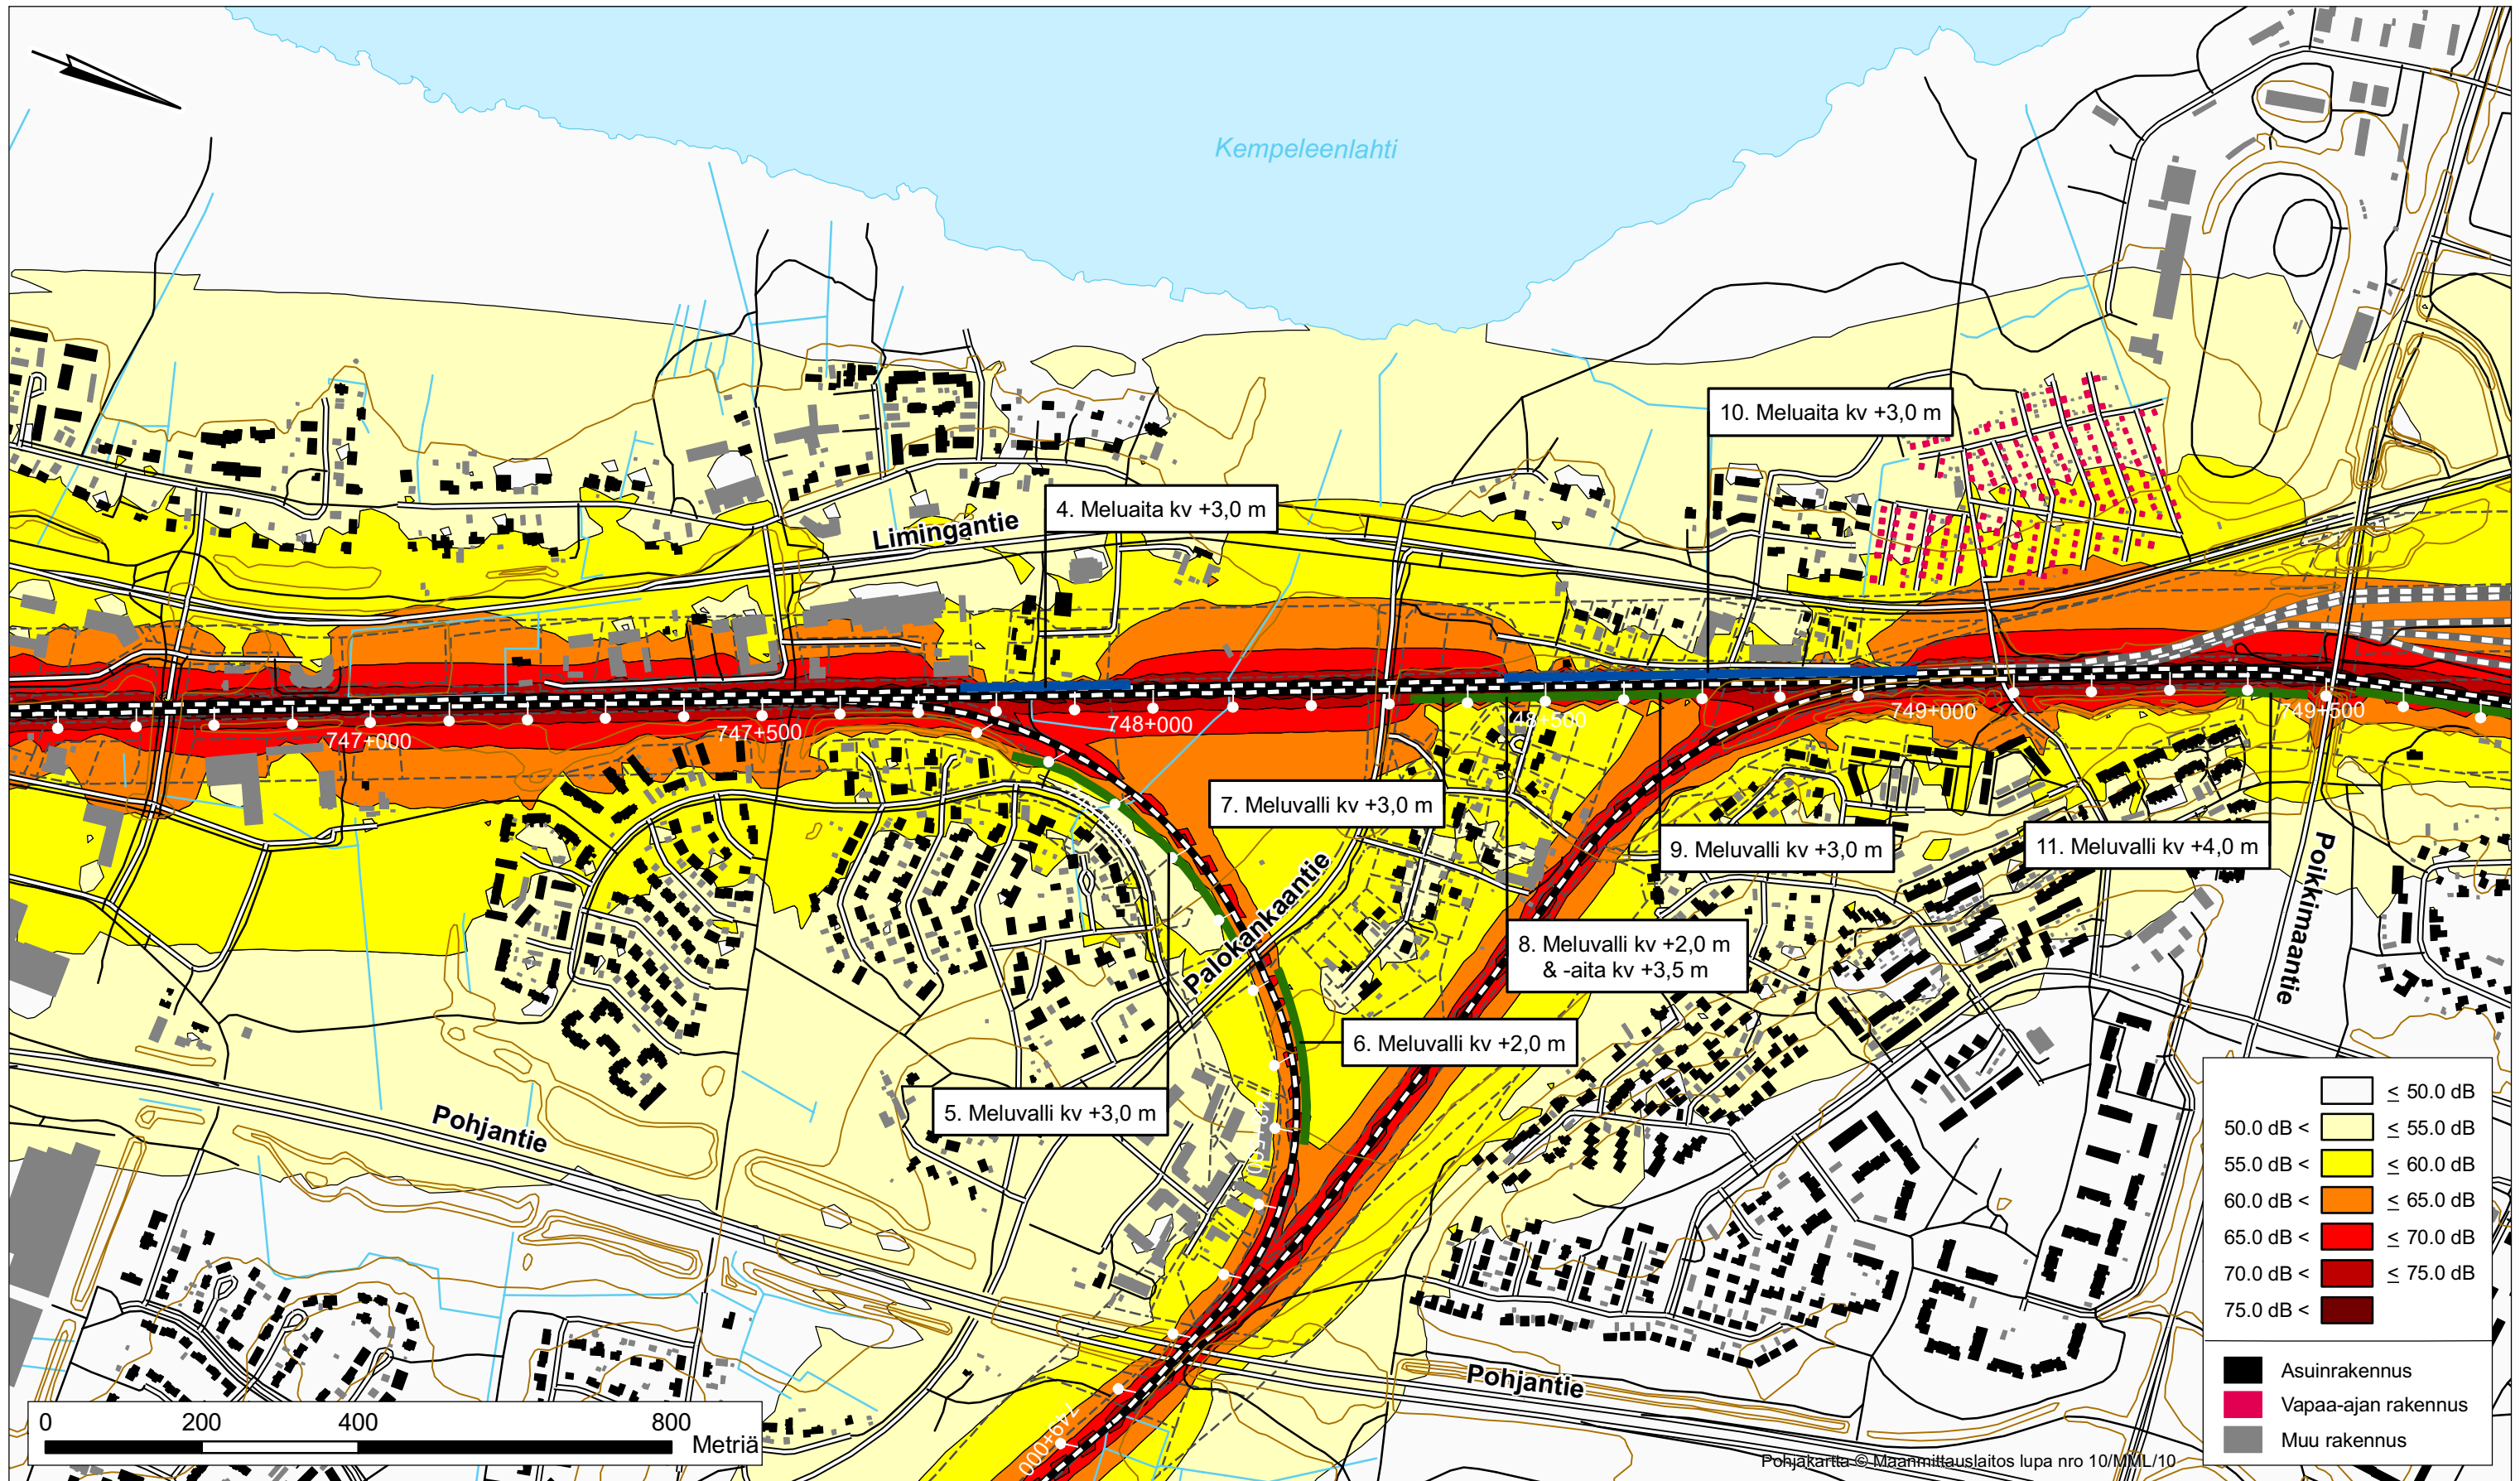 Kempeleenlahti
10. Meluaita kv +3,0 m
4. Meluaita kv +3,0 m
Limingantie
747+000
747+500
748+000
48+500
749+000
749+500
7. Meluvalli kv +3,0 m
9. Meluvalli kv +3,0 m
11. Meluvalli kv +4,0 m
Poikkimaantie
Palokankaantie
8. Meluvalli kv +2,0 m
& -aita kv +3,5 m
6. Meluvalli kv +2,0 m
5. Meluvalli kv +3,0 m
748+500
Pohjantie
Pohjantie
749+000
≤ 50.0 dB
50.0 dB < ≤ 55.0 dB
55.0 dB < ≤ 60.0 dB
60.0 dB < ≤ 65.0 dB
65.0 dB < ≤ 70.0 dB
70.0 dB < ≤ 75.0 dB
75.0 dB <
Asuinrakennus
Vapaa-ajan rakennus
Muu rakennus
0 200 400 800
Metriä
Pohjakartta © Maanmittauslaitos lupa nro 10/MML/10